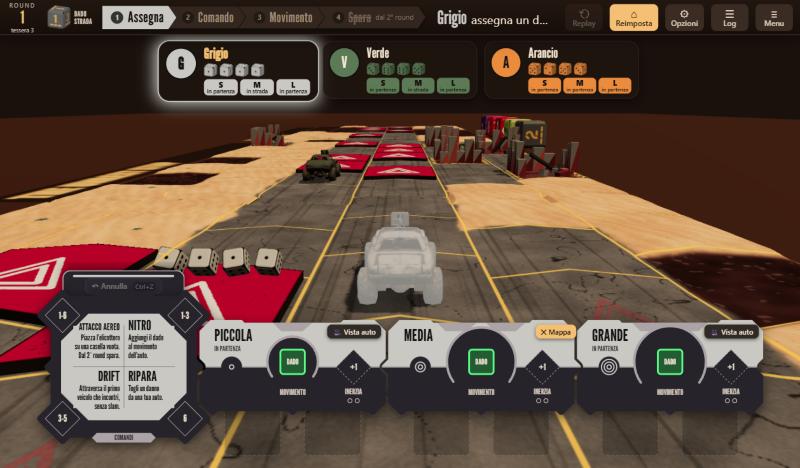 ROUND
1
tessera 3
DADO
STRADA
1 Assegna
2 Comando
3 Movimento
4 Sparo dal 2° round
Grigio assegna un d...
Replay
Reimposta
Opzioni
Log
Menu
G
Grigio
S
in partenza
M
in strada
L
in partenza
V
Verde
S
in partenza
M
in strada
L
in partenza
A
Arancio
S
in partenza
M
in partenza
L
in partenza
2
Annulla Ctrl+Z
1-6
1-3
ATTACCO AEREO
Piazza l'elicottero
su una casella vuota.
Dal 2° round spara.
NITRO
Aggiungi il dado
al movimento
dell'auto.
DRIFT
Attraversa il primo
veicolo che incontri,
senza slam.
RIPARA
Togli un danno
da una tua auto.
3-5
6
COMANDI
PICCOLA
IN PARTENZA
Vista auto
DADO
+1
MOVIMENTO
INERZIA
MEDIA
Mappa
DADO
+1
MOVIMENTO
INERZIA
GRANDE
IN PARTENZA
Vista auto
DADO
+1
MOVIMENTO
INERZIA